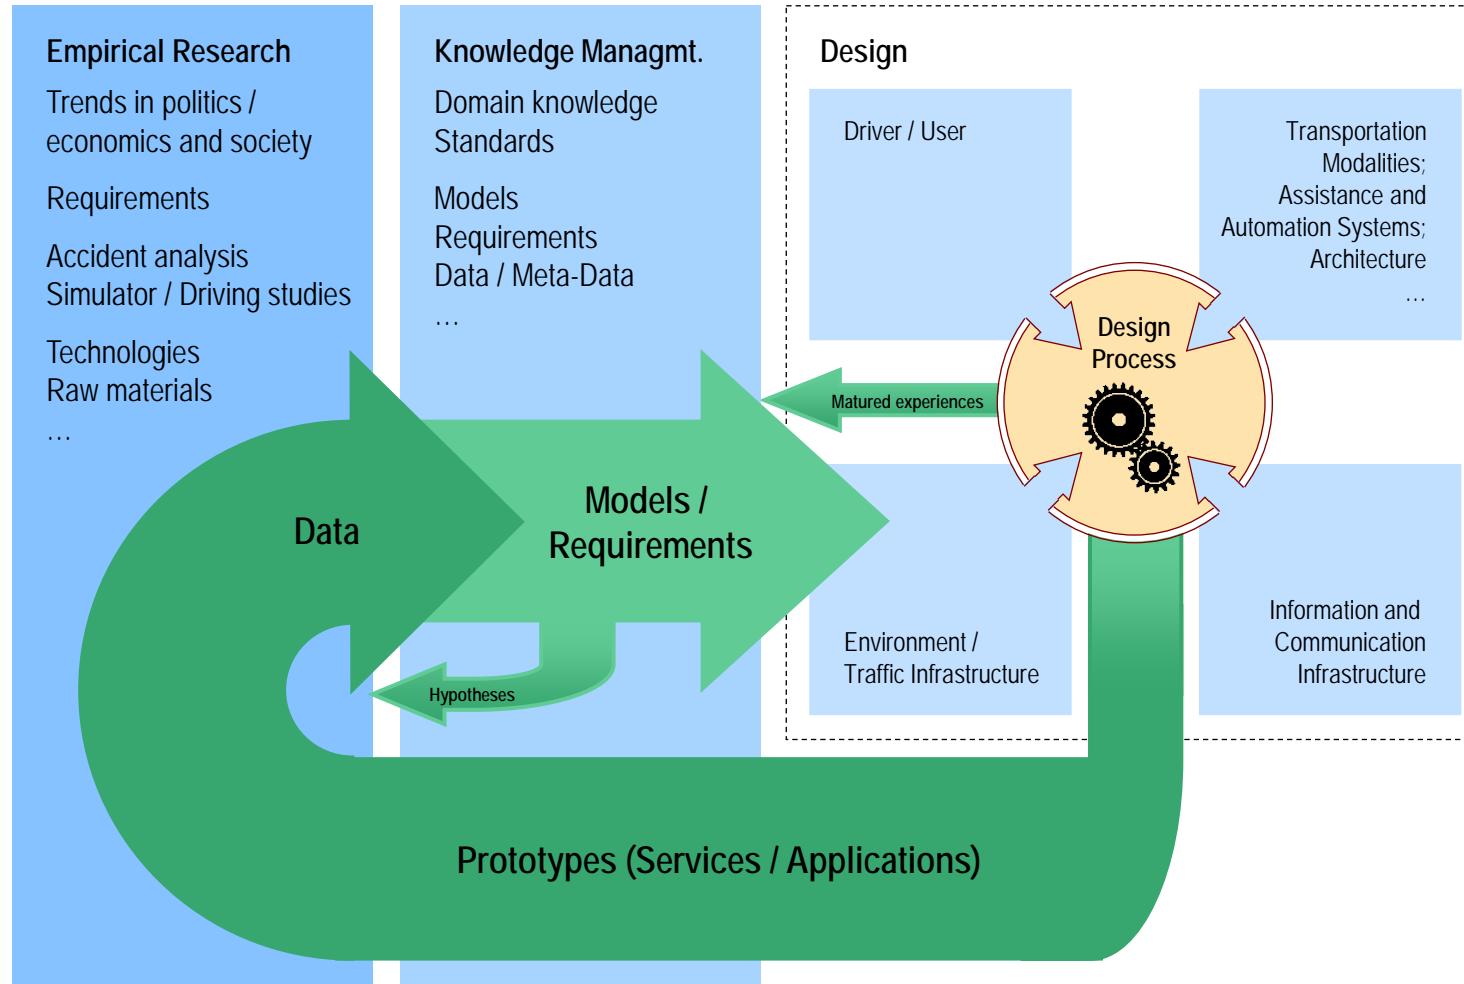 Empirical Research
Trends in politics /
economics and society
Requirements
Accident analysis
Simulator / Driving studies
Technologies
Raw materials
…
Knowledge Managmt.
Domain knowledge
Standards
Models
Requirements
Data / Meta-Data
…
Design
Driver / User
Transportation
Modalities;
Assistance and
Automation Systems;
Architecture
…
Design
Process
Matured experiences
Data
Models /
Requirements
Hypotheses
Environment /
Traffic Infrastructure
Information and
Communication
Infrastructure
Prototypes (Services / Applications)